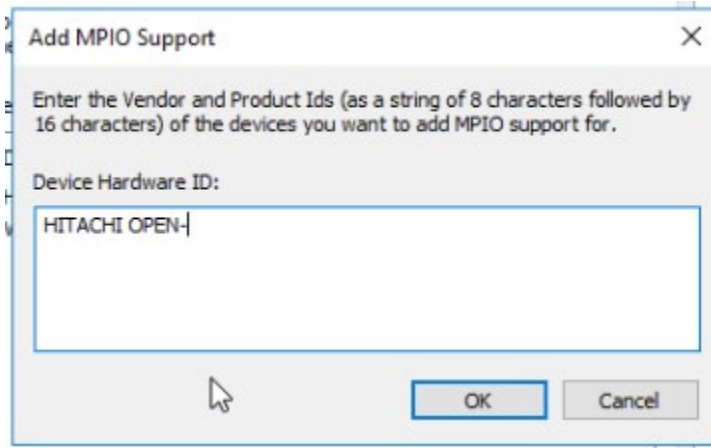 Add MPIO Support
Enter the Vendor and Product Ids (as a string of 8 characters followed by
16 characters) of the devices you want to add MPIO support for.
Device Hardware ID:
HITACHI OPEN-
OK
Cancel